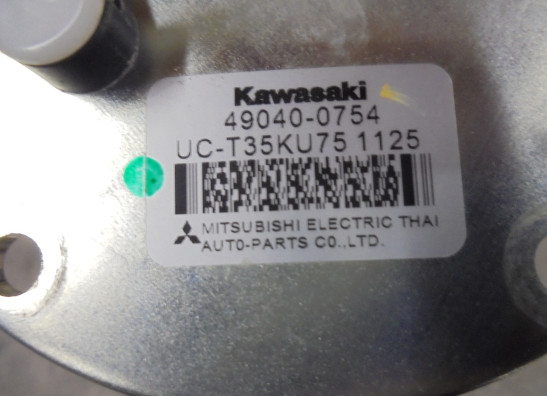 Kawasaki
49040-0754
UC-T35KU75 1125
MITSUBISHI ELECTRIC THAI
AUTO-PARTS CO.,LTD.